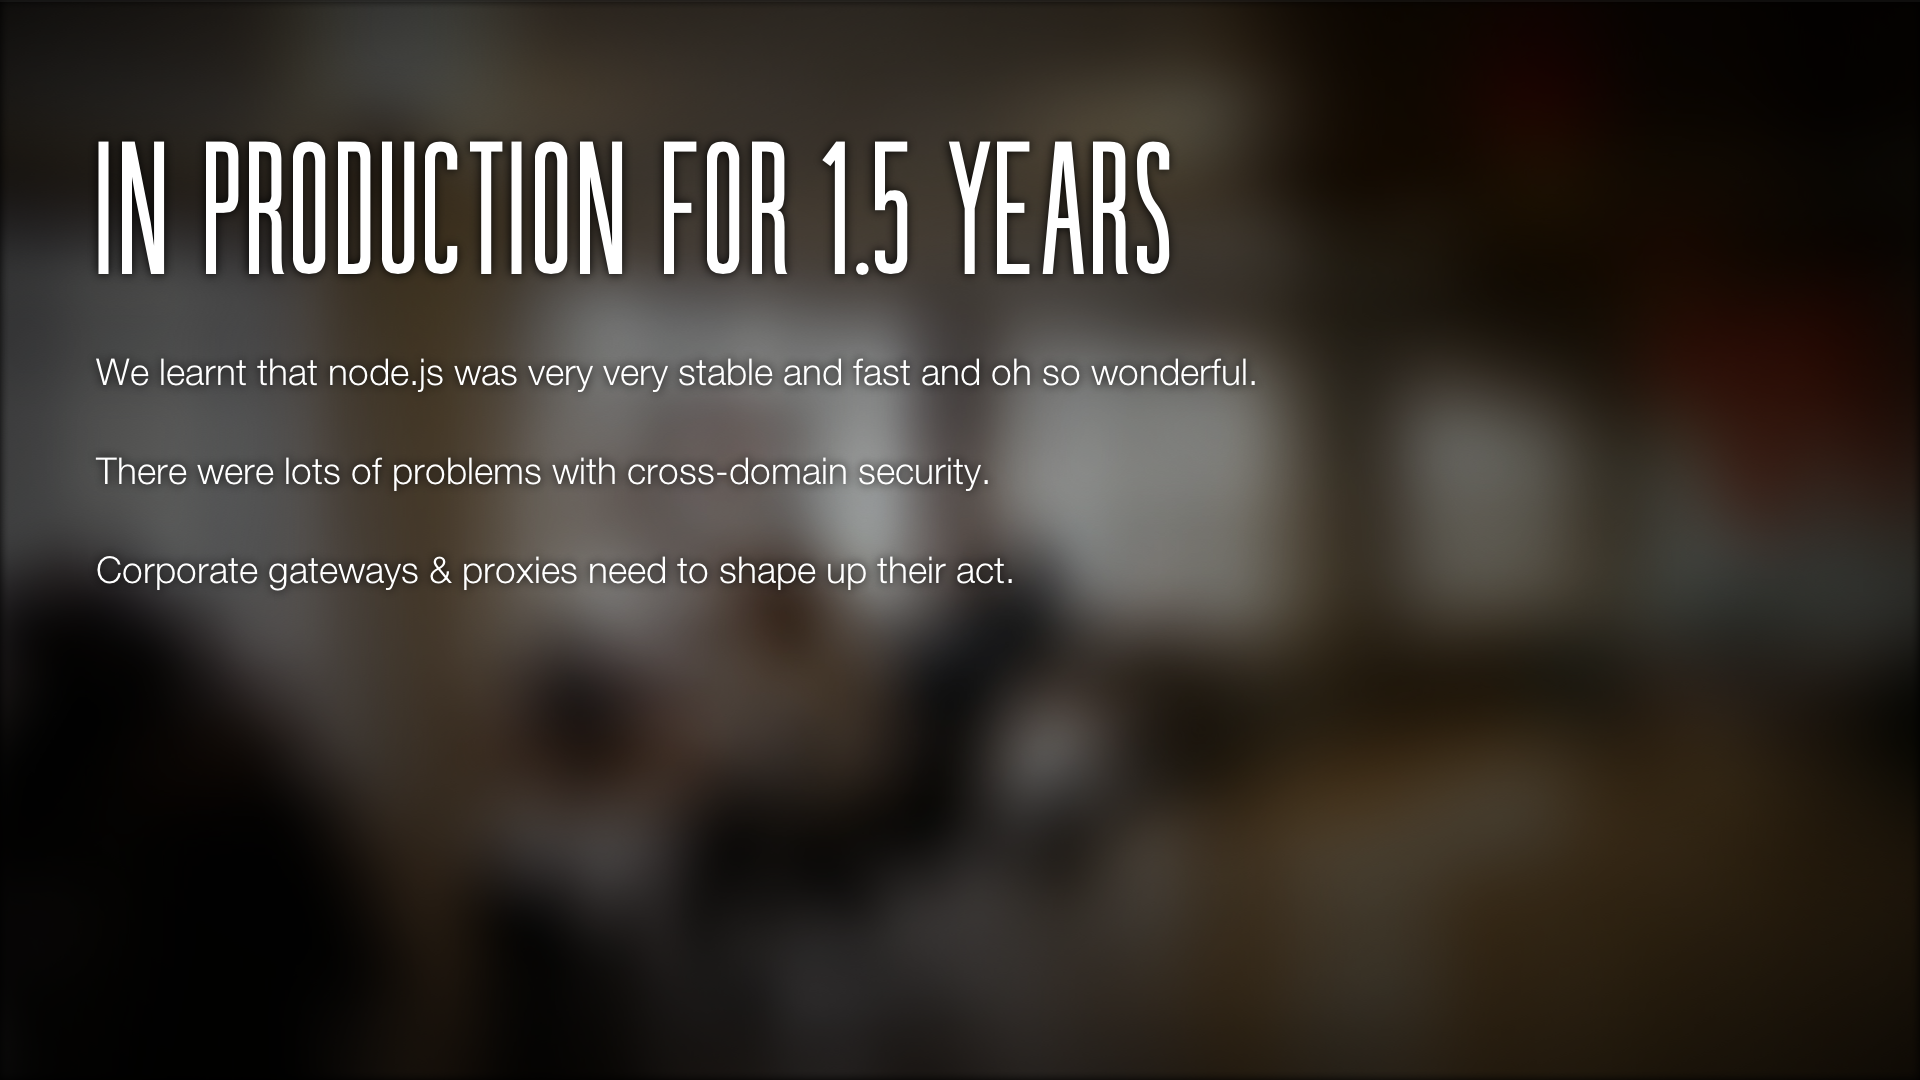 IN PRODUCTION FOR 1.5 YEARS
We learnt that node.js was very very stable and fast and oh so wonderful.
There were lots of problems with cross-domain security.
Corporate gateways & proxies need to shape up their act.